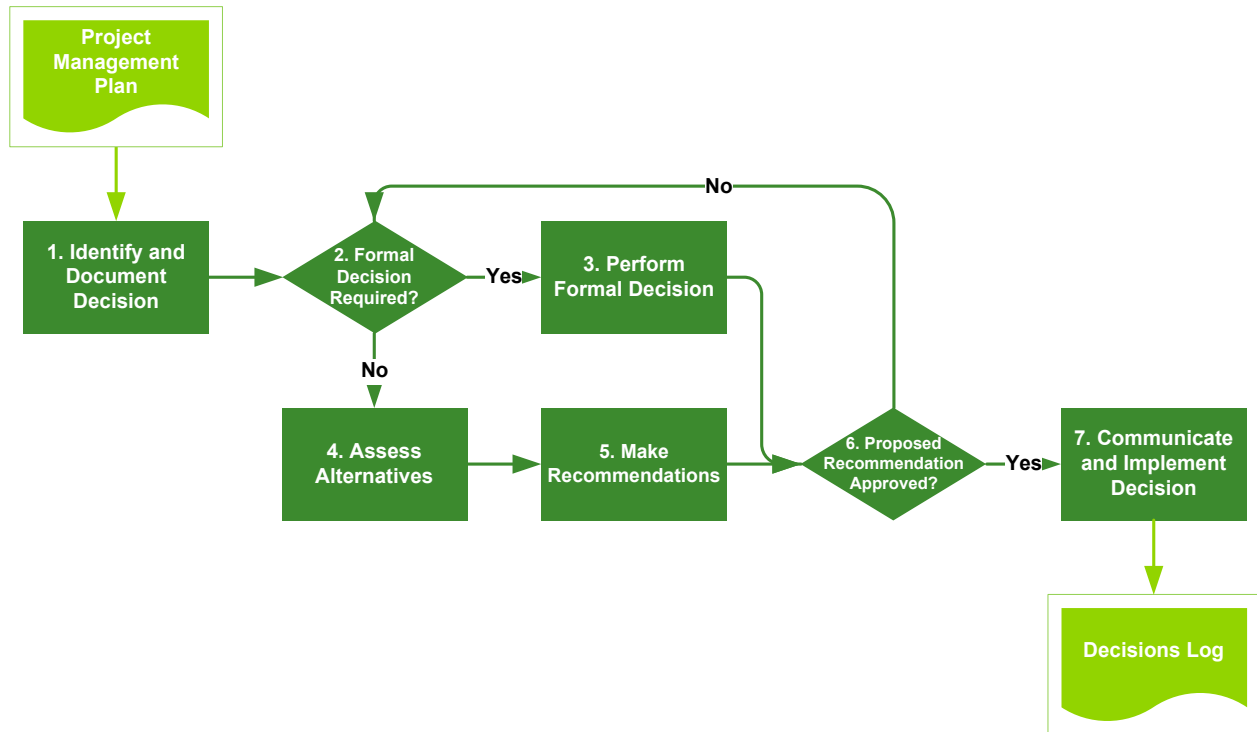 Project
Management
Plan
No
1. Identify and
Document
Decision
2. Formal
Decision
Required?
Yes
3. Perform
Formal Decision
No
4. Assess
Alternatives
5. Make
Recommendations
6. Proposed
Recommendation
Approved?
Yes
7. Communicate
and Implement
Decision
Decisions Log